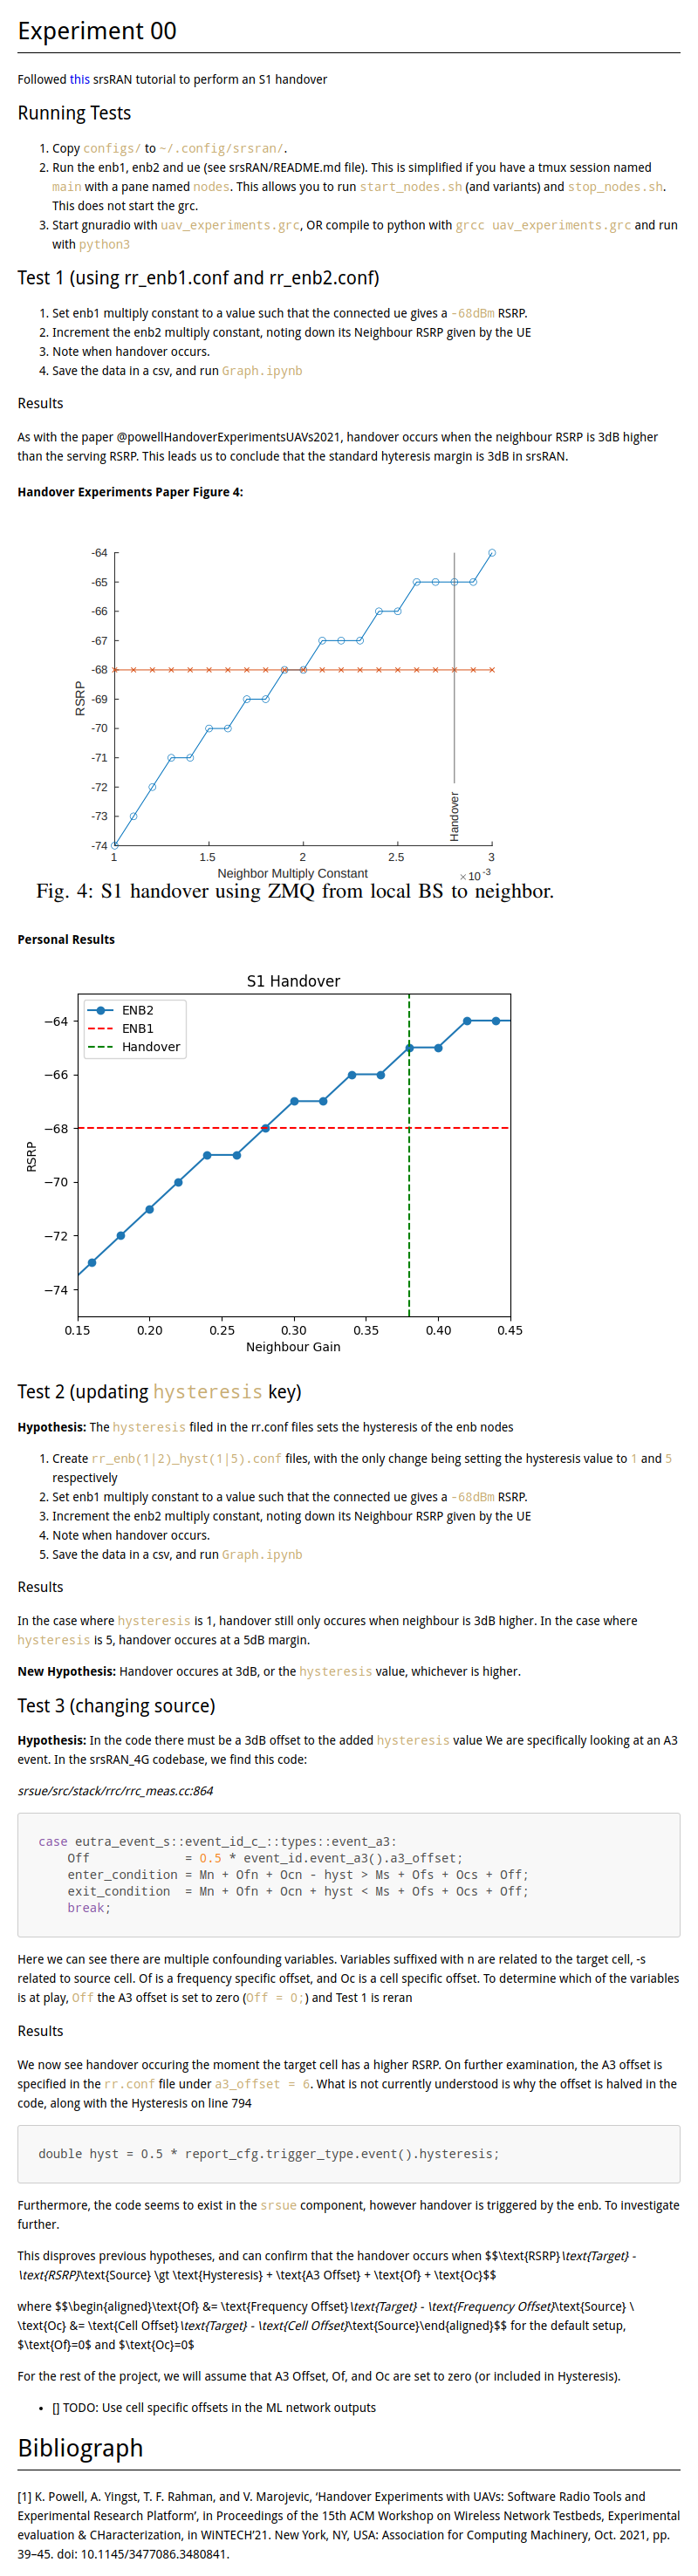 Experiment 00
Followed this srsRAN tutorial to perform an S1 handover
Running Tests
1. Copy configs/ to ~/.config/srsran/.
2. Run the enb1, enb2 and ue (see srsRAN/README.md file). This is simplified if you have a tmux session named
main with a pane named nodes. This allows you to run start_nodes.sh (and variants) and stop_nodes.sh.
This does not start the grc.
3. Start gnuradio with uav_experiments.grc, OR compile to python with grcc uav_experiments.grc and run
with python3
Test 1 (using rr_enb1.conf and rr_enb2.conf)
1. Set enb1 multiply constant to a value such that the connected ue gives a -68dBm RSRP.
2. Increment the enb2 multiply constant, noting down its Neighbour RSRP given by the UE
3. Note when handover occurs.
4. Save the data in a csv, and run Graph.ipynb
Results
As with the paper @powellHandoverExperimentsUAVs2021, handover occurs when the neighbour RSRP is 3dB higher
than the serving RSRP. This leads us to conclude that the standard hyteresis margin is 3dB in srsRAN.
Handover Experiments Paper Figure 4:
-64
-65
-66
-67
-68
-69
-70
-71
-72
-73
-74
RSRP
Handover
1 1.5 2 2.5 3
Neighbor Multiply Constant ×10 -3
Fig. 4: S1 handover using ZMQ from local BS to neighbor.
Personal Results
S1 Handover
ENB2
ENB1
Handover
−64
−66
−68
−70
−72
−74
RSRP
0.15 0.20 0.25 0.30 0.35 0.40 0.45
Neighbour Gain
Test 2 (updating hysteresis key)
Hypothesis: The hysteresis filed in the rr.conf files sets the hysteresis of the enb nodes
1. Create rr_enb(1|2)_hyst(1|5).conf files, with the only change being setting the hysteresis value to 1 and 5
respectively
2. Set enb1 multiply constant to a value such that the connected ue gives a -68dBm RSRP.
3. Increment the enb2 multiply constant, noting down its Neighbour RSRP given by the UE
4. Note when handover occurs.
5. Save the data in a csv, and run Graph.ipynb
Results
In the case where hysteresis is 1, handover still only occures when neighbour is 3dB higher. In the case where
hysteresis is 5, handover occures at a 5dB margin.
New Hypothesis: Handover occures at 3dB, or the hysteresis value, whichever is higher.
Test 3 (changing source)
Hypothesis: In the code there must be a 3dB offset to the added hysteresis value We are specifically looking at an A3
event. In the srsRAN_4G codebase, we find this code:
srsue/src/stack/rrc/rrc_meas.cc:864
case eutra_event_s::event_id_c_::types::event_a3:
Off = 0.5 * event_id.event_a3().a3_offset;
enter_condition = Mn + Ofn + Ocn - hyst > Ms + Ofs + Ocs + Off;
exit_condition = Mn + Ofn + Ocn + hyst < Ms + Ofs + Ocs + Off;
break;
Here we can see there are multiple confounding variables. Variables suffixed with n are related to the target cell, -s
related to source cell. Of is a frequency specific offset, and Oc is a cell specific offset. To determine which of the variables
is at play, Off the A3 offset is set to zero (Off = 0;) and Test 1 is reran
Results
We now see handover occuring the moment the target cell has a higher RSRP. On further examination, the A3 offset is
specified in the rr.conf file under a3_offset = 6. What is not currently understood is why the offset is halved in the
code, along with the Hysteresis on line 794
double hyst = 0.5 * report_cfg.trigger_type.event().hysteresis;
Furthermore, the code seems to exist in the srsue component, however handover is triggered by the enb. To investigate
further.
This disproves previous hypotheses, and can confirm that the handover occurs when $$\text{RSRP}\text{Target} -
\text{RSRP}\text{Source} \gt \text{Hysteresis} + \text{A3 Offset} + \text{Of} + \text{Oc}$$
where $$\begin{aligned}\text{Of} &= \text{Frequency Offset}\text{Target} - \text{Frequency Offset}\text{Source} \
\text{Oc} &= \text{Cell Offset}\text{Target} - \text{Cell Offset}\text{Source}\end{aligned}$$ for the default setup,
$\text{Of}=0$ and $\text{Oc}=0$
For the rest of the project, we will assume that A3 Offset, Of, and Oc are set to zero (or included in Hysteresis).
• [] TODO: Use cell specific offsets in the ML network outputs
Bibliograph
[1] K. Powell, A. Yingst, T. F. Rahman, and V. Marojevic, ‘Handover Experiments with UAVs: Software Radio Tools and
Experimental Research Platform’, in Proceedings of the 15th ACM Workshop on Wireless Network Testbeds, Experimental
evaluation & CHaracterization, in WiNTECH’21. New York, NY, USA: Association for Computing Machinery, Oct. 2021, pp.
39–45. doi: 10.1145/3477086.3480841.